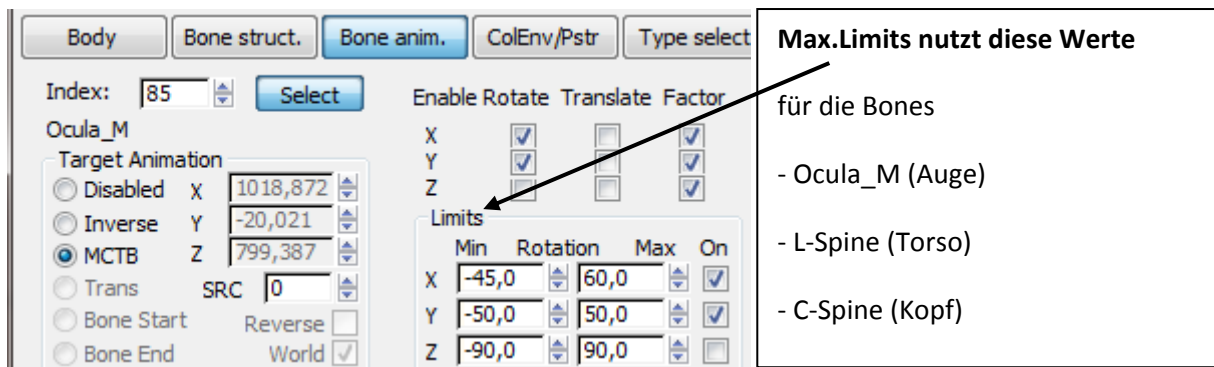 Body Bone struct. Bone anim. ColEnv/Pstr Type select
Index: 85 Select
Enable Rotate Translate Factor
Ocula_M
X
Y
Z
Target Animation
Disabled X 1018,872
Inverse Y -20,021
MCTB Z 799,387
Trans SRC 0
Bone Start Reverse
Bone End World
Limits
Min Rotation Max On
X -45,0 60,0
Y -50,0 50,0
Z -90,0 90,0
Max.Limits nutzt diese Werte
für die Bones
- Ocula_M (Auge)
- L-Spine (Torso)
- C-Spine (Kopf)